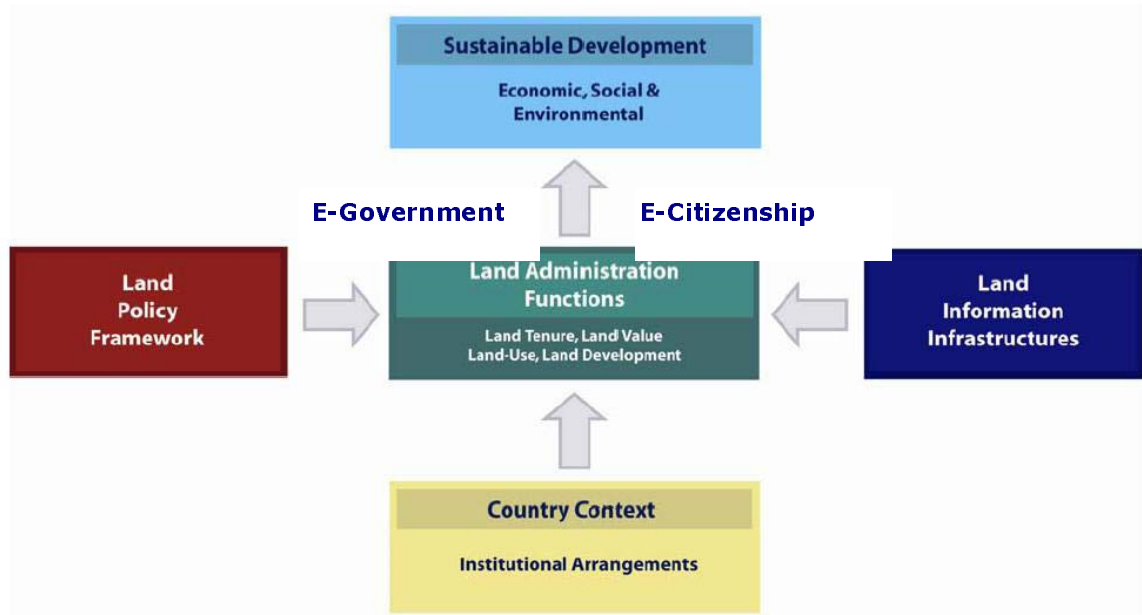 Sustainable Development
Economic, Social &
Environmental
E-Government
E-Citizenship
Land
Policy
Framework
Land Administration
Functions
Land Tenure, Land Value
Land-Use, Land Development
Land
Information
Infrastructures
Country Context
Institutional Arrangements